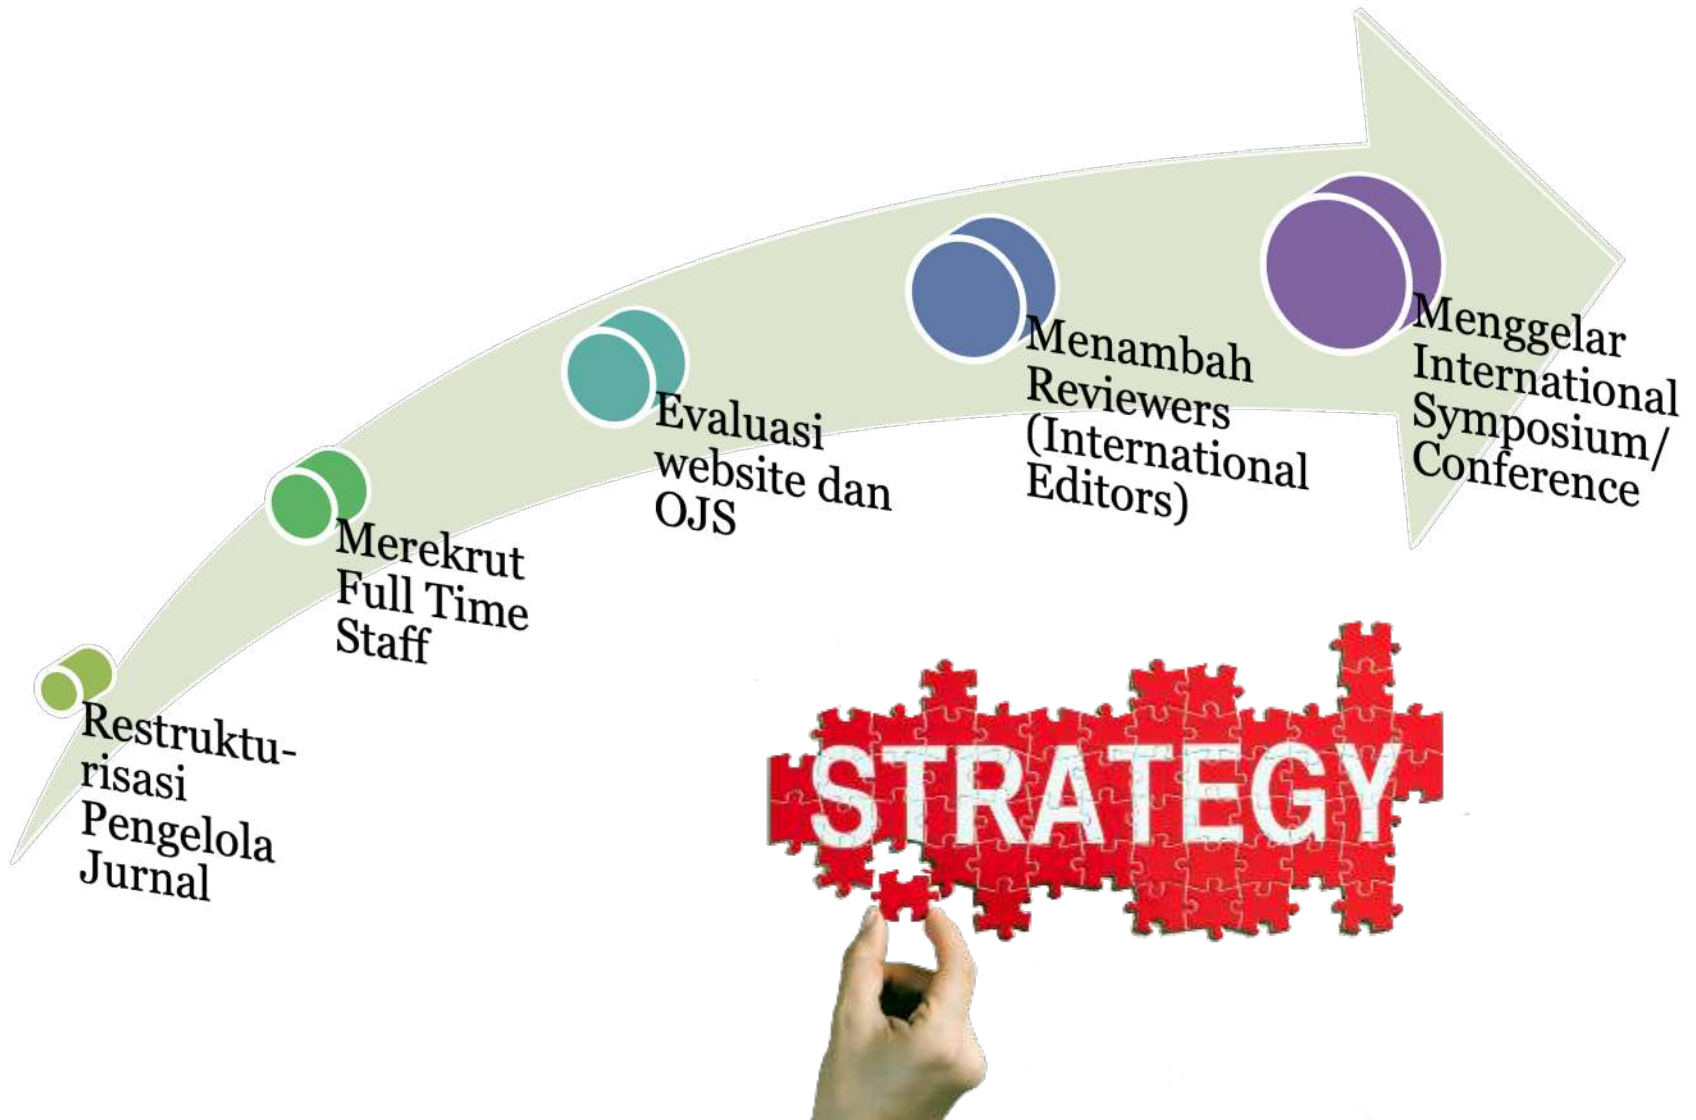 Restruktu-
risasi
Pengelola
Jurnal
Merekrut
Full Time
Staff
Evaluasi
website dan
OJS
Menambah
Reviewers
(International
Editors)
Menggelar
International
Symposium/
Conference
STRATEGY